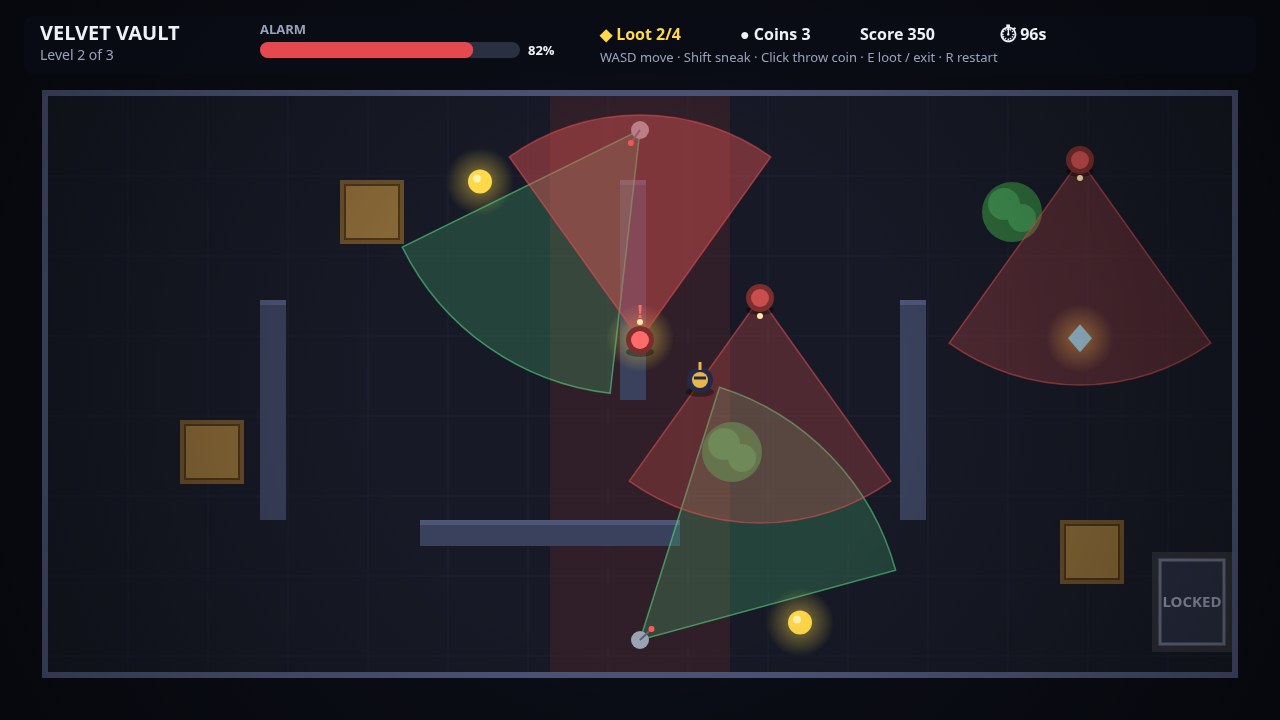 VELVET VAULT
Level 2 of 3
ALARM
82%
◆ Loot 2/4
● Coins 3
Score 350
⏱ 96s
WASD move · Shift sneak · Click throw coin · E loot / exit · R restart
!
LOCKED